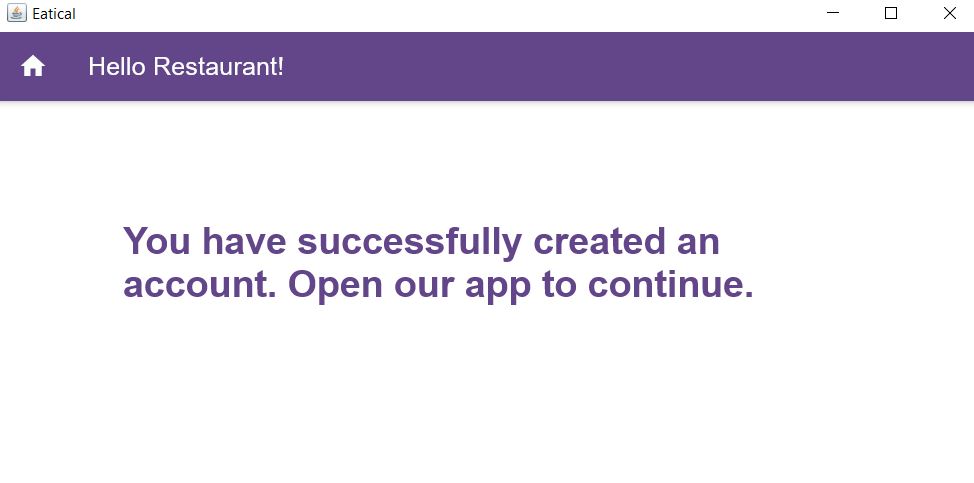 Eatical
Hello Restaurant!
You have successfully created an
account. Open our app to continue.